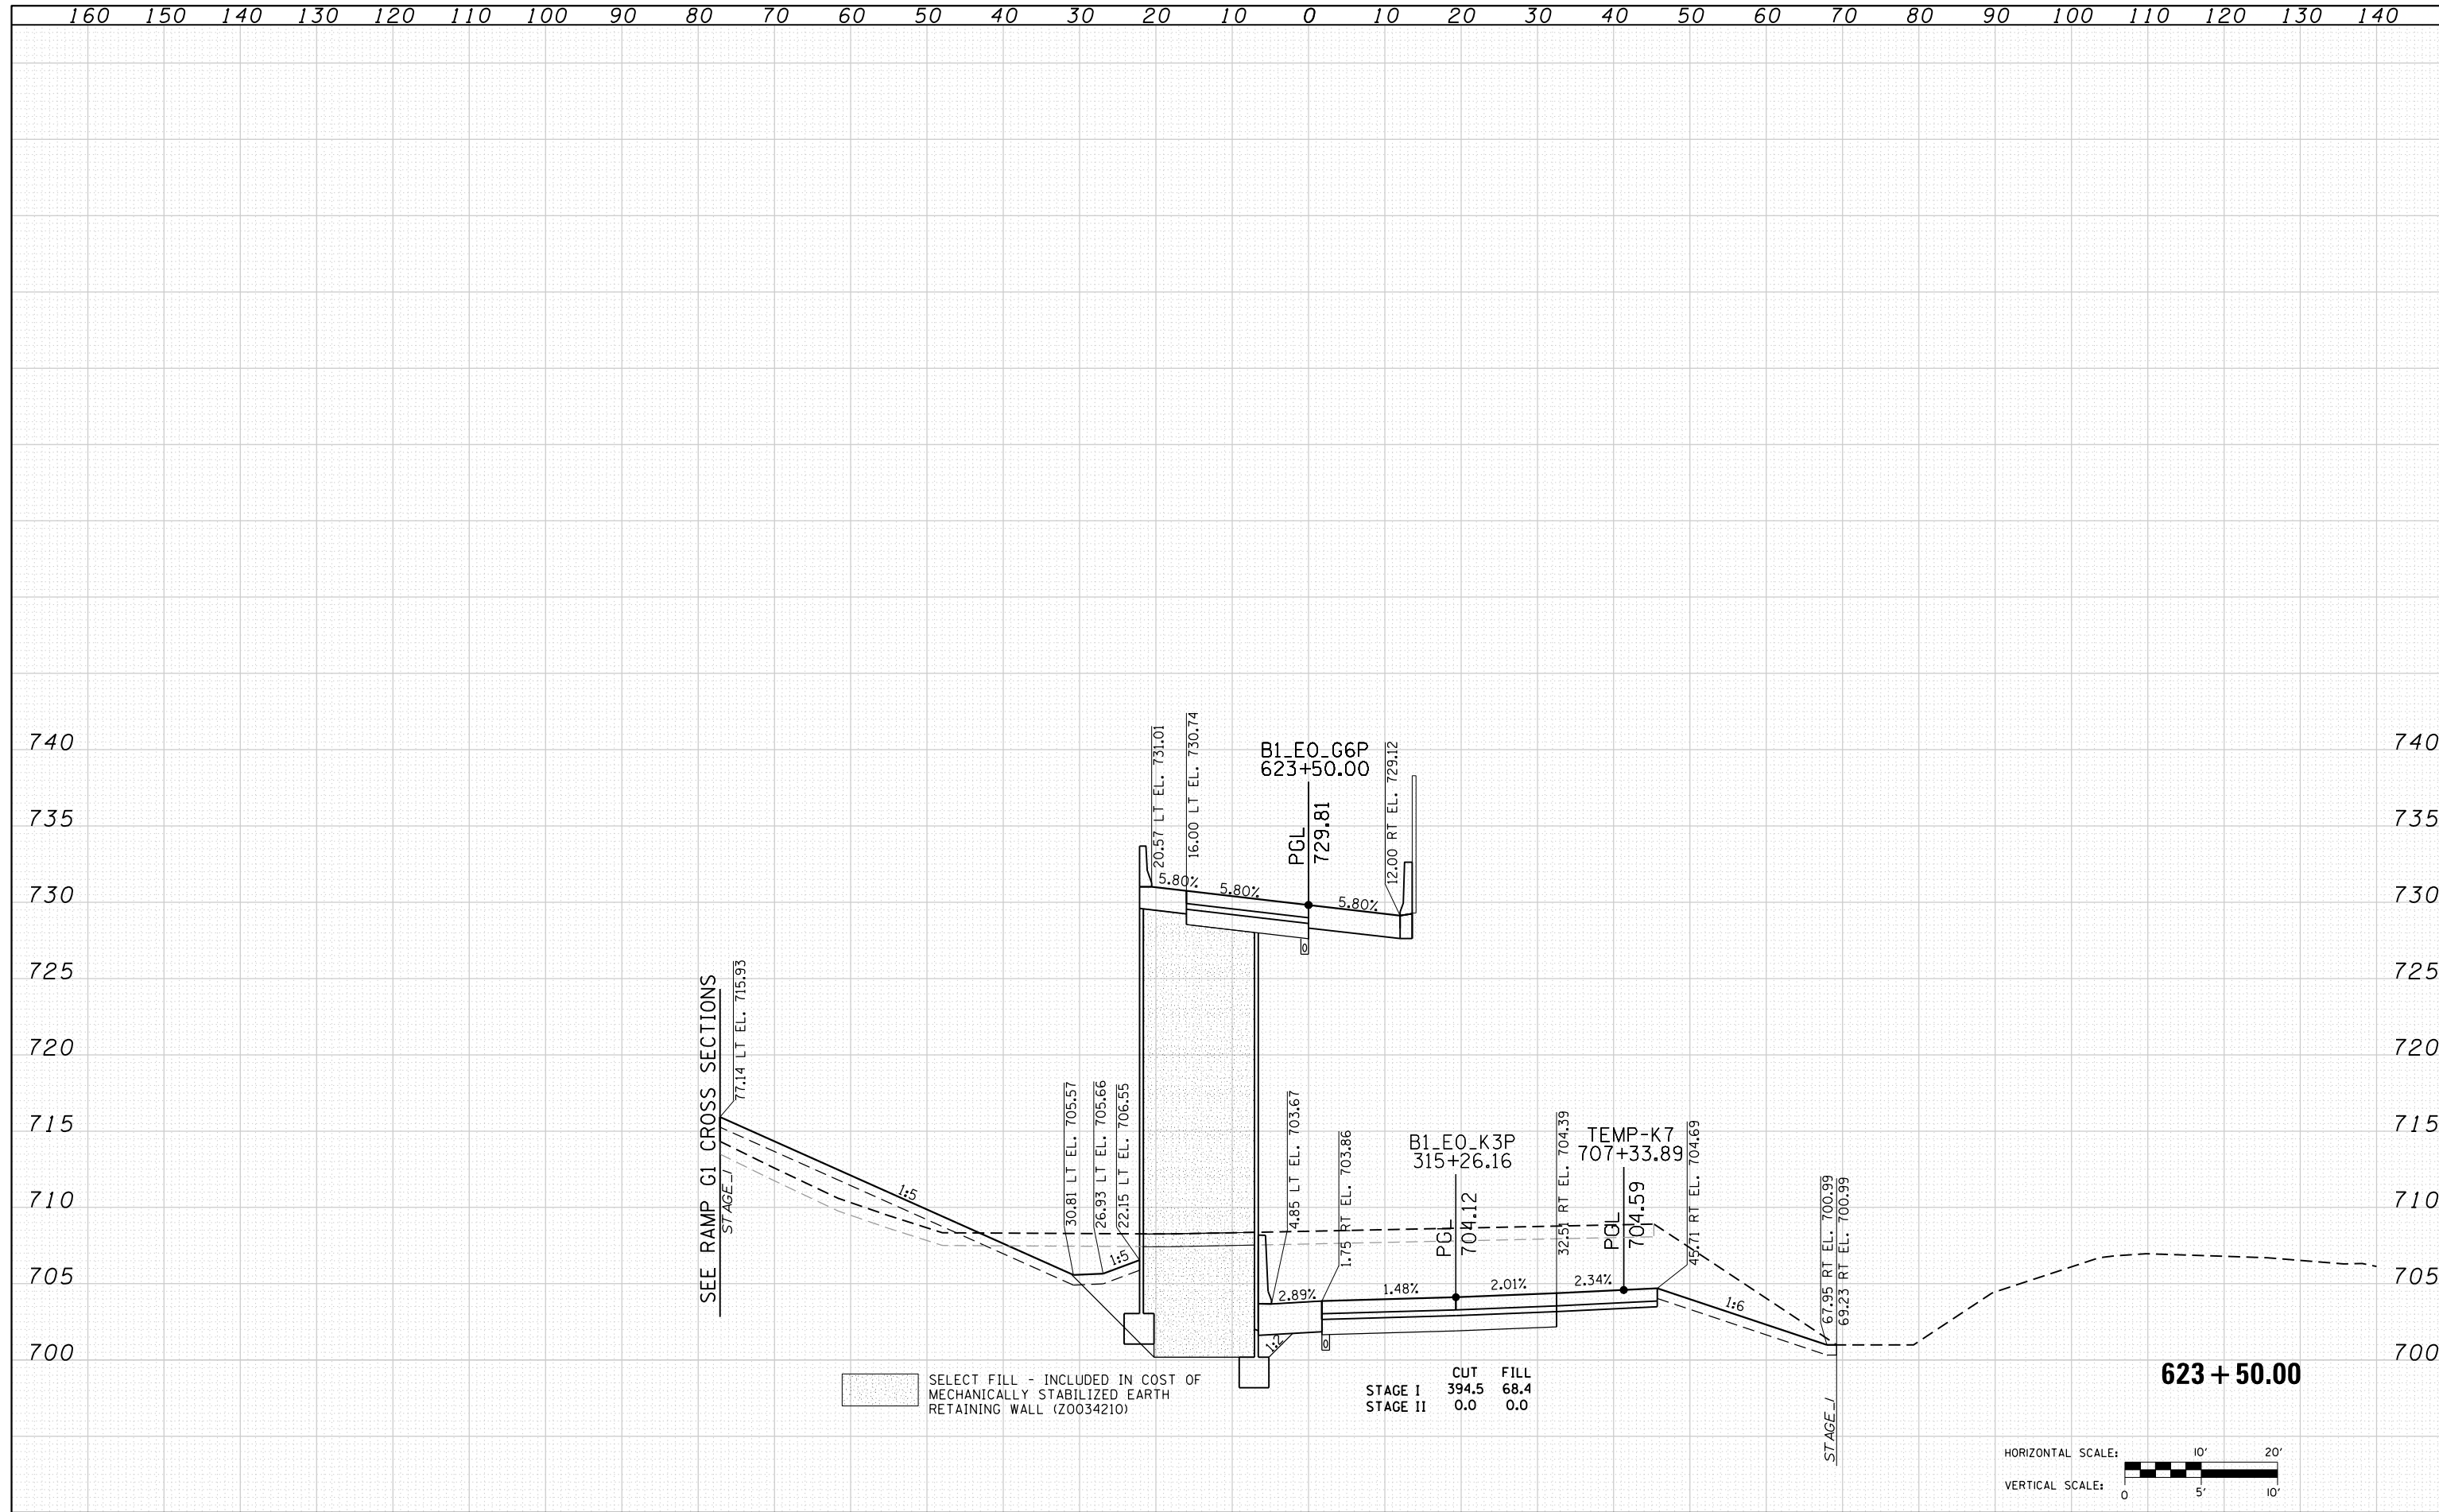 160 150 140 130 120 110 100 90 80 70 60 50 40 30 20 10 0 10 20 30 40 50 60 70 80 90 100 110 120 130 140
740
735
730
725
720
715
710
705
700
740
735
730
725
720
715
710
705
700
20.57 LT EL. 731.01
16.00 LT EL. 730.74
B1_EO_G6P
623+50.00
PGL
729.81
12.00 RT EL. 729.12
5.80%
5.80%
5.80%
0
SEE RAMP G1 CROSS SECTIONS
STAGE_I
77.14 LT EL. 715.93
1:5
30.81 LT EL. 705.57
26.93 LT EL. 705.66
22.15 LT EL. 706.55
1:5
4.85 LT EL. 703.67
1.75 RT EL. 703.86
B1_EO_K3P
315+26.16
PGL
704.12
32.51 RT EL. 704.39
TEMP-K7
707+33.89
PGL
704.59
45.71 RT EL. 704.69
67.95 RT EL. 700.99
69.23 RT EL. 700.99
2.89%
1.48%
2.01%
2.34%
1:6
1:2
0
SELECT FILL - INCLUDED IN COST OF
MECHANICALLY STABILIZED EARTH
RETAINING WALL (Z0034210)
CUT FILL
STAGE I 394.5 68.4
STAGE II 0.0 0.0
623+50.00
STAGE_I
HORIZONTAL SCALE: 10' 20'
VERTICAL SCALE: 0 5' 10'